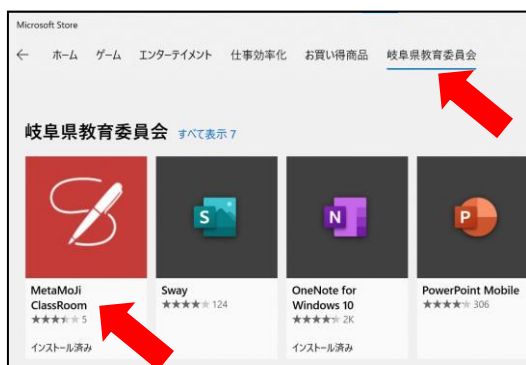 Microsoft Store
← ホーム ゲーム エンターテイメント 仕事効率化 お買い得商品 岐阜県教育委員会
岐阜県教育委員会 すべて表示 7
S N P
MetaMoJi ClassRoom
★★★★★ 5
インストール済み
Sway
★★★★★ 124
OneNote for Windows 10
★★★★★ 2K
インストール済み
PowerPoint Mobile
★★★★★ 306